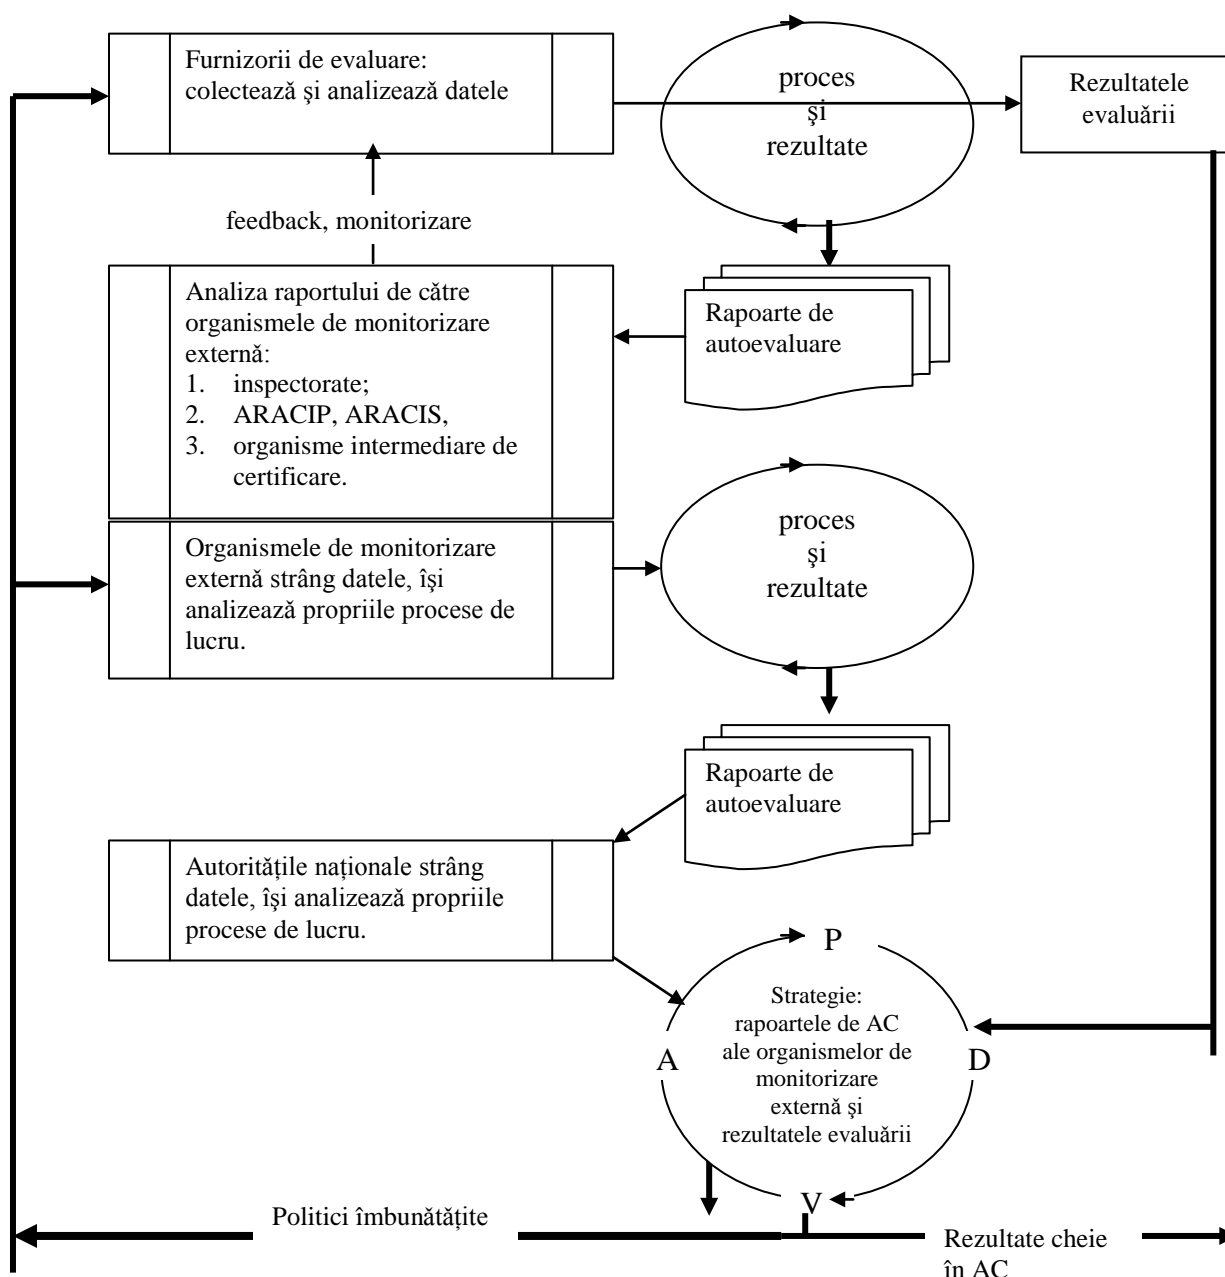 Furnizorii de evaluare:
colectează şi analizează datele
proces
şi
rezultate
Rezultatele
evaluării
feedback, monitorizare
Analiza raportului de către
organismele de monitorizare
externă:
1. inspectorate;
2. ARACIP, ARACIS,
3. organisme intermediare de
certificare.
Rapoarte de
autoevaluare
Organismele de monitorizare
externă strâng datele, îşi
analizează propriile procese de
lucru.
proces
şi
rezultate
Rapoarte de
autoevaluare
Autorităţile naţionale strâng
datele, îşi analizează propriile
procese de lucru.
P
Strategie:
rapoartele de AC
ale organismelor de
monitorizare
externă şi
rezultatele evaluării
A
D
V
Politici îmbunătăţite
Rezultate cheie
în AC